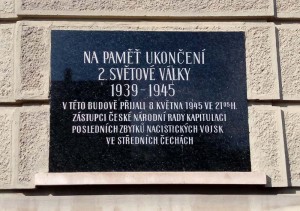 NA PAMĚŤ UKONČENÍ
2. SVĚTOVÉ VÁLKY
1939 - 1945
V TÉTO BUDOVĚ PŘIJALI 8. KVĚTNA 1945 VE 21⁰⁵ H.
ZÁSTUPCI ČESKÉ NÁRODNÍ RADY KAPITULACI
POSLEDNÍCH ZBYTKŮ NACISTICKÝCH VOJSK
VE STŘEDNÍCH ČECHÁCH